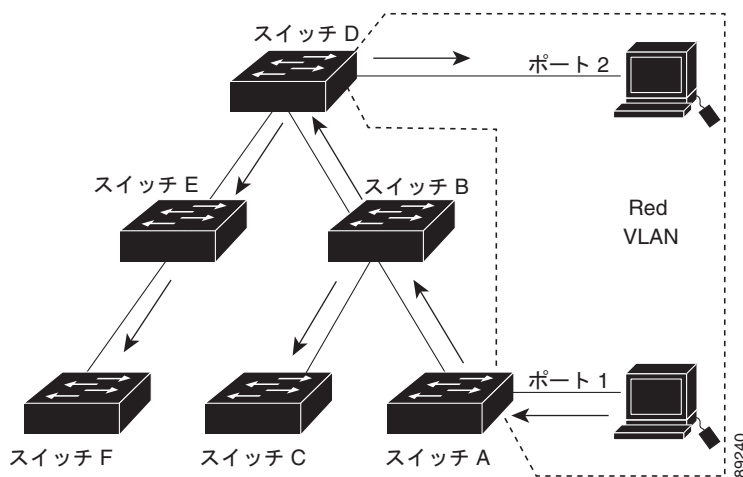 スイッチ D
ポート 2
スイッチ E
スイッチ B
Red
VLAN
ポート 1
スイッチ F
スイッチ C
スイッチ A
89240